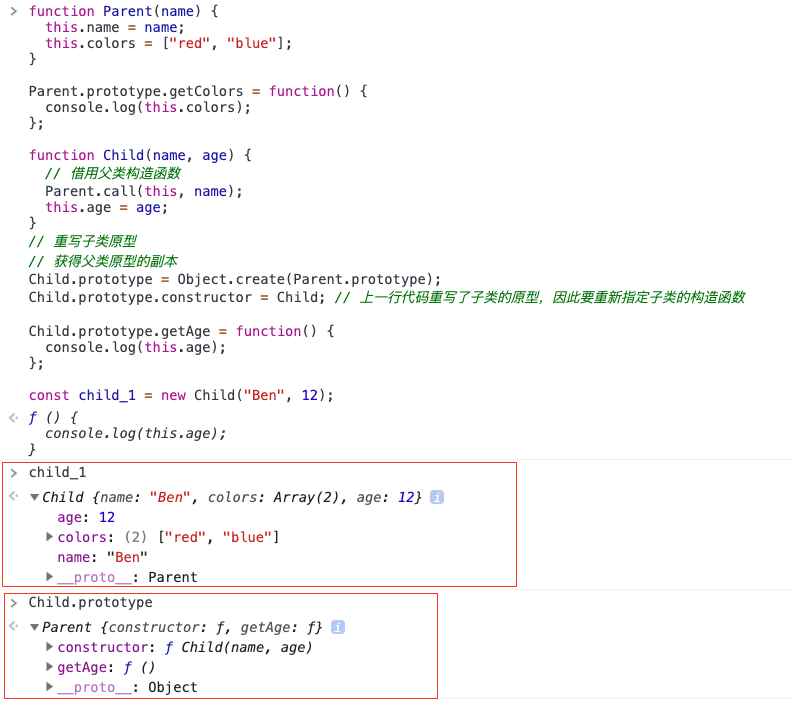 > function Parent(name) {
  this.name = name;
  this.colors = ["red", "blue"];
}

Parent.prototype.getColors = function() {
  console.log(this.colors);
};

function Child(name, age) {
  // 借用父类构造函数
  Parent.call(this, name);
  this.age = age;
}
// 重写子类原型
// 获得父类原型的副本
Child.prototype = Object.create(Parent.prototype);
Child.prototype.constructor = Child; // 上一行代码重写了子类的原型，因此要重新指定子类的构造函数

Child.prototype.getAge = function() {
  console.log(this.age);
};

const child_1 = new Child("Ben", 12);
ƒ () {
  console.log(this.age);
}
> child_1
▼Child {name: "Ben", colors: Array(2), age: 12} i
age: 12
▶colors: (2) ["red", "blue"]
name: "Ben"
▶__proto__: Parent
> Child.prototype
▼Parent {constructor: ƒ, getAge: ƒ} i
▶constructor: ƒ Child(name, age)
▶getAge: ƒ ()
▶__proto__: Object